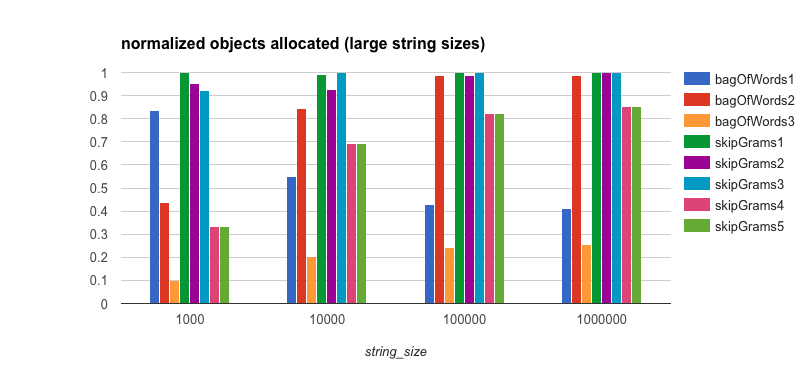 normalized objects allocated (large string sizes)
1
0.9
0.8
0.7
0.6
0.5
0.4
0.3
0.2
0.1
0
1000
10000
100000
1000000
string_size
bagOfWords1
bagOfWords2
bagOfWords3
skipGrams1
skipGrams2
skipGrams3
skipGrams4
skipGrams5